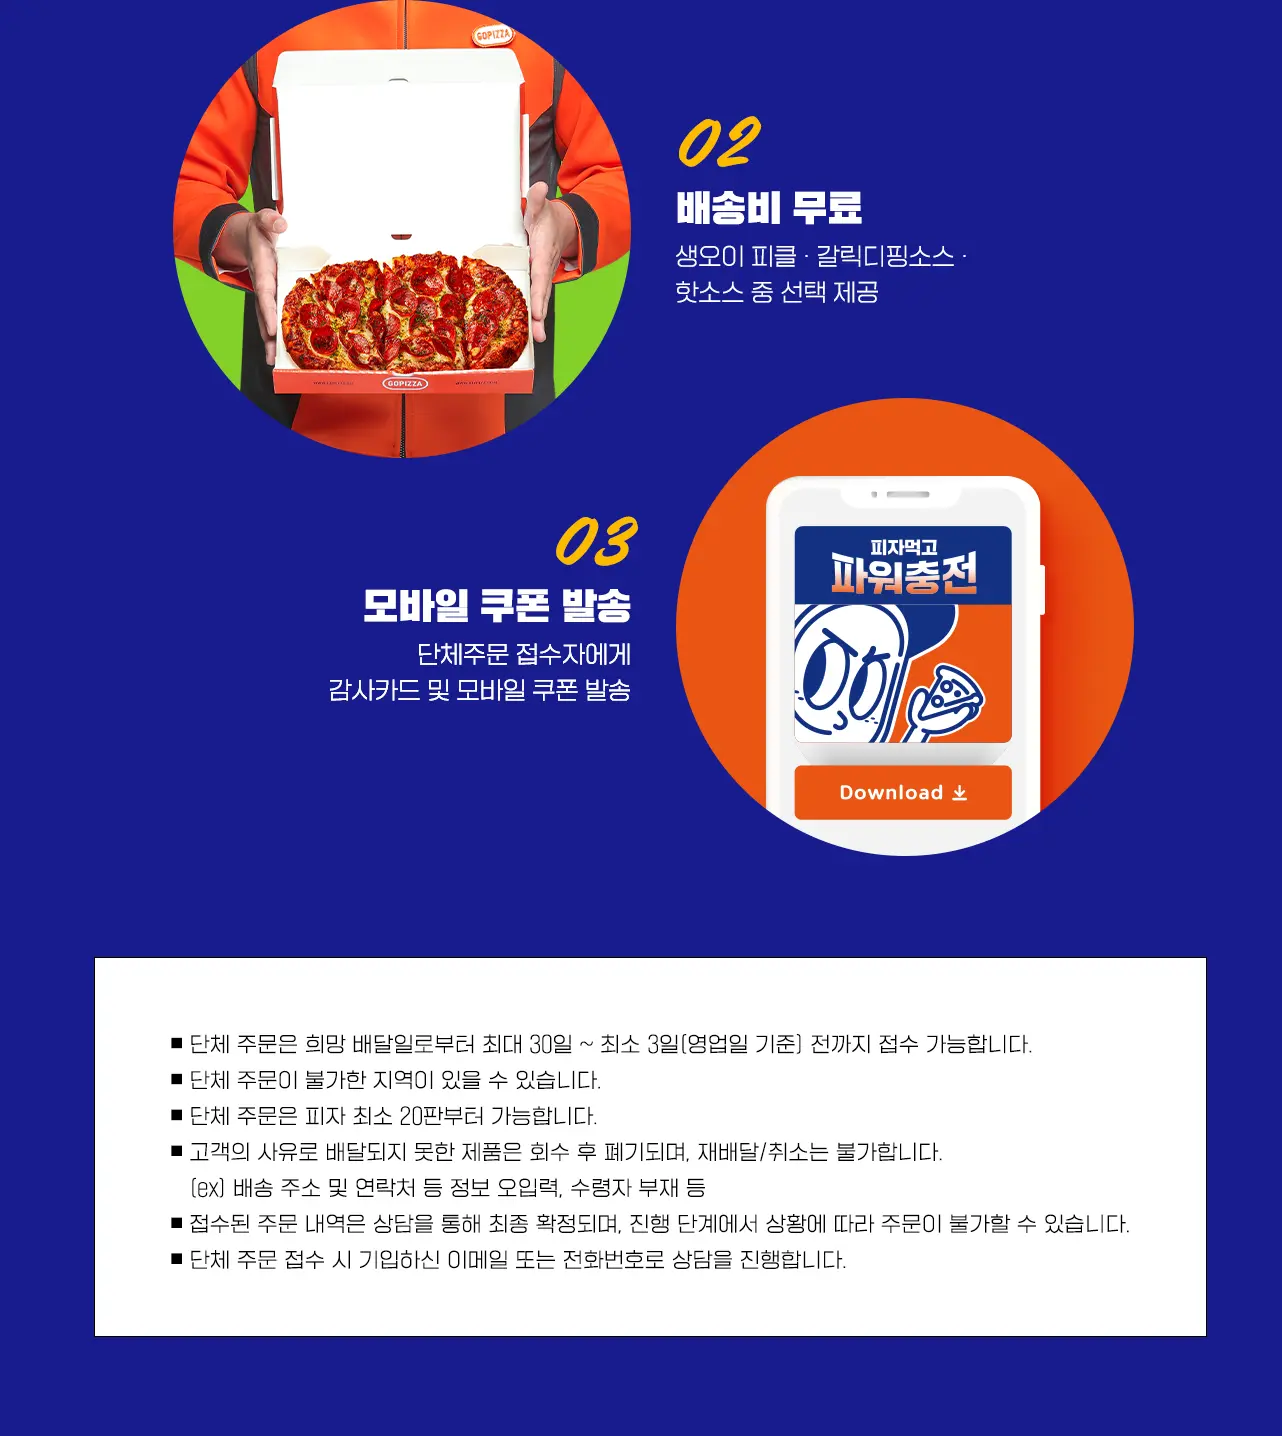 GOPIZZA
02
배송비 무료
생오이 피클 · 갈릭디핑소스 ·
핫소스 중 선택 제공
GOPIZZA
03
모바일 쿠폰 발송
단체주문 접수자에게
감사카드 및 모바일 쿠폰 발송
피자먹고
파워충전
Download
■ 단체 주문은 희망 배달일로부터 최대 30일 ~ 최소 3일(영업일 기준) 전까지 접수 가능합니다.
■ 단체 주문이 불가한 지역이 있을 수 있습니다.
■ 단체 주문은 피자 최소 20판부터 가능합니다.
■ 고객의 사유로 배달되지 못한 제품은 회수 후 폐기되며, 재배달/취소는 불가합니다.
(ex) 배송 주소 및 연락처 등 정보 오입력, 수령자 부재 등
■ 접수된 주문 내역은 상담을 통해 최종 확정되며, 진행 단계에서 상황에 따라 주문이 불가할 수 있습니다.
■ 단체 주문 접수 시 기입하신 이메일 또는 전화번호로 상담을 진행합니다.